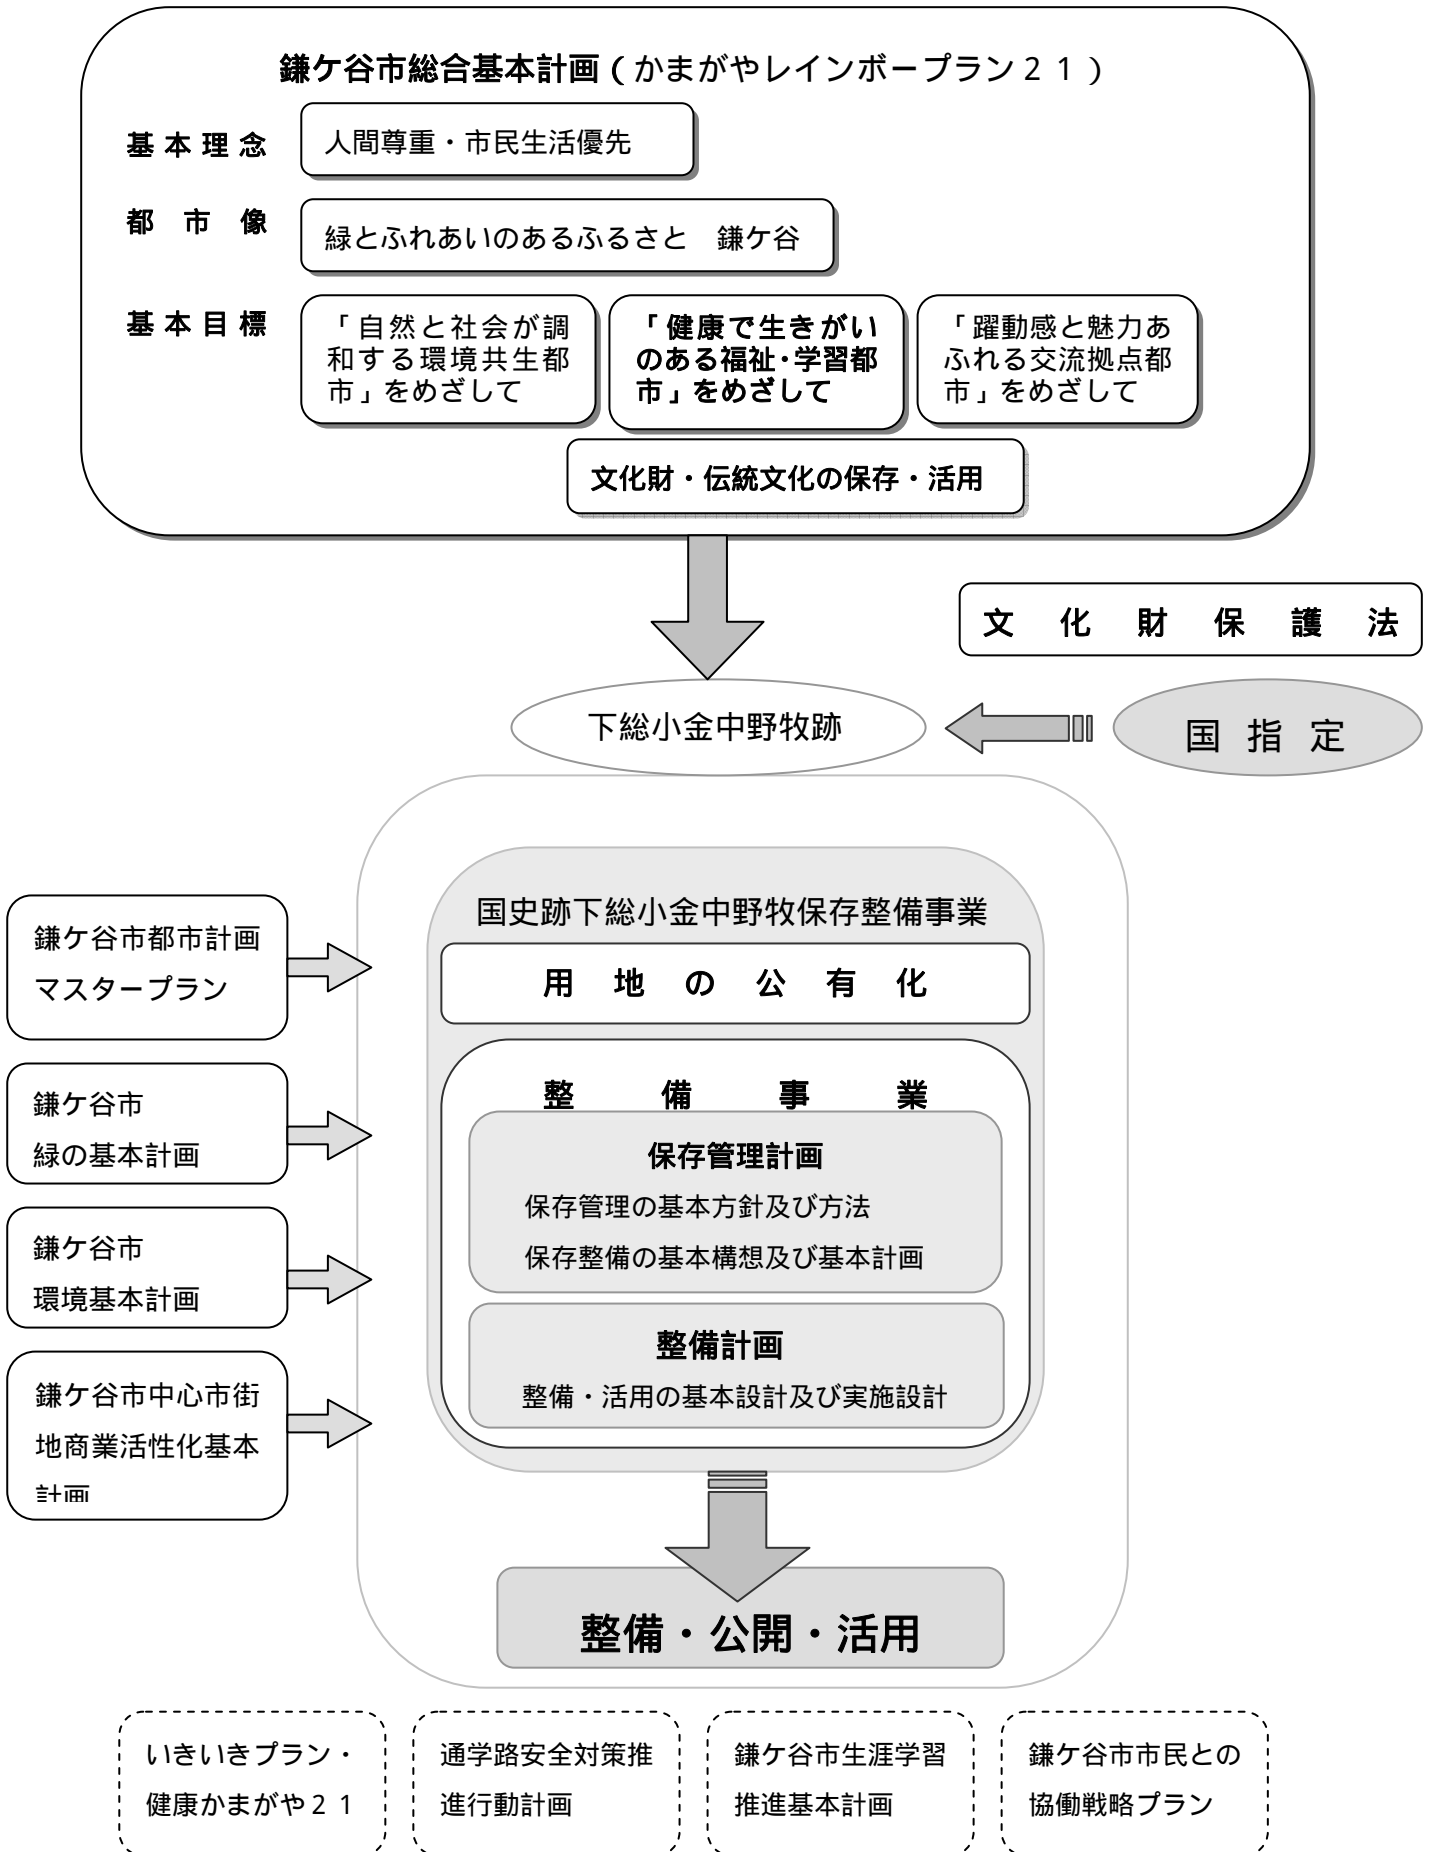 鎌ケ谷市総合基本計画（かまがやレインボープラン２１）
基本理念
人間尊重・市民生活優先
都市像
緑とふれあいのあるふるさと　鎌ケ谷
基本目標
「自然と社会が調
和する環境共生都
市」をめざして
「健康で生きがい
のある福祉・学習都
市」をめざして
「躍動感と魅力あ
ふれる交流拠点都
市」をめざして
文化財・伝統文化の保存・活用
文化財保護法
下総小金中野牧跡
国指定
国史跡下総小金中野牧保存整備事業
用地の公有化
整備事業
保存管理計画
保存管理の基本方針及び方法
保存整備の基本構想及び基本計画
整備計画
整備・活用の基本設計及び実施設計
鎌ケ谷市都市計画
マスタープラン
鎌ケ谷市
緑の基本計画
鎌ケ谷市
環境基本計画
鎌ケ谷市中心市街
地商業活性化基本
計画
整備・公開・活用
いきいきプラン・
健康かまがや２１
通学路安全対策推
進行動計画
鎌ケ谷市生涯学習
推進基本計画
鎌ケ谷市市民との
協働戦略プラン